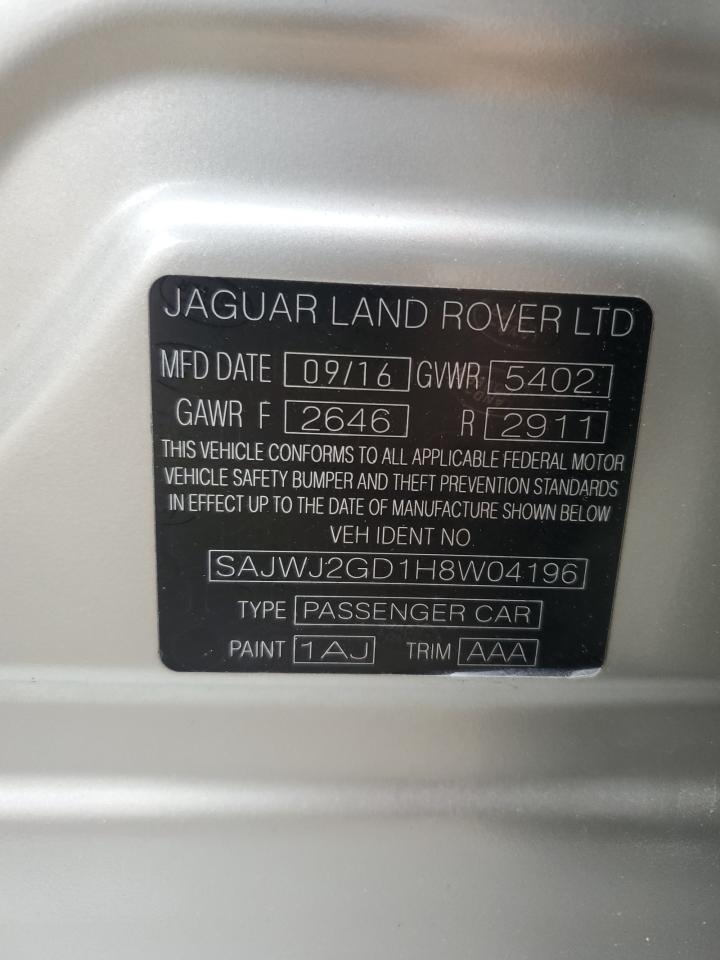 JAGUAR LAND ROVER LTD
MFD DATE 09/16 GVWR 5402
GAWR F 2646 R 2911
THIS VEHICLE CONFORMS TO ALL APPLICABLE FEDERAL MOTOR
VEHICLE SAFETY BUMPER AND THEFT PREVENTION STANDARDS
IN EFFECT UP TO THE DATE OF MANUFACTURE SHOWN BELOW
VEH IDENT NO.
SAJWJ2GD1H8W04196
TYPE PASSENGER CAR
PAINT 1AJ TRIM AAA